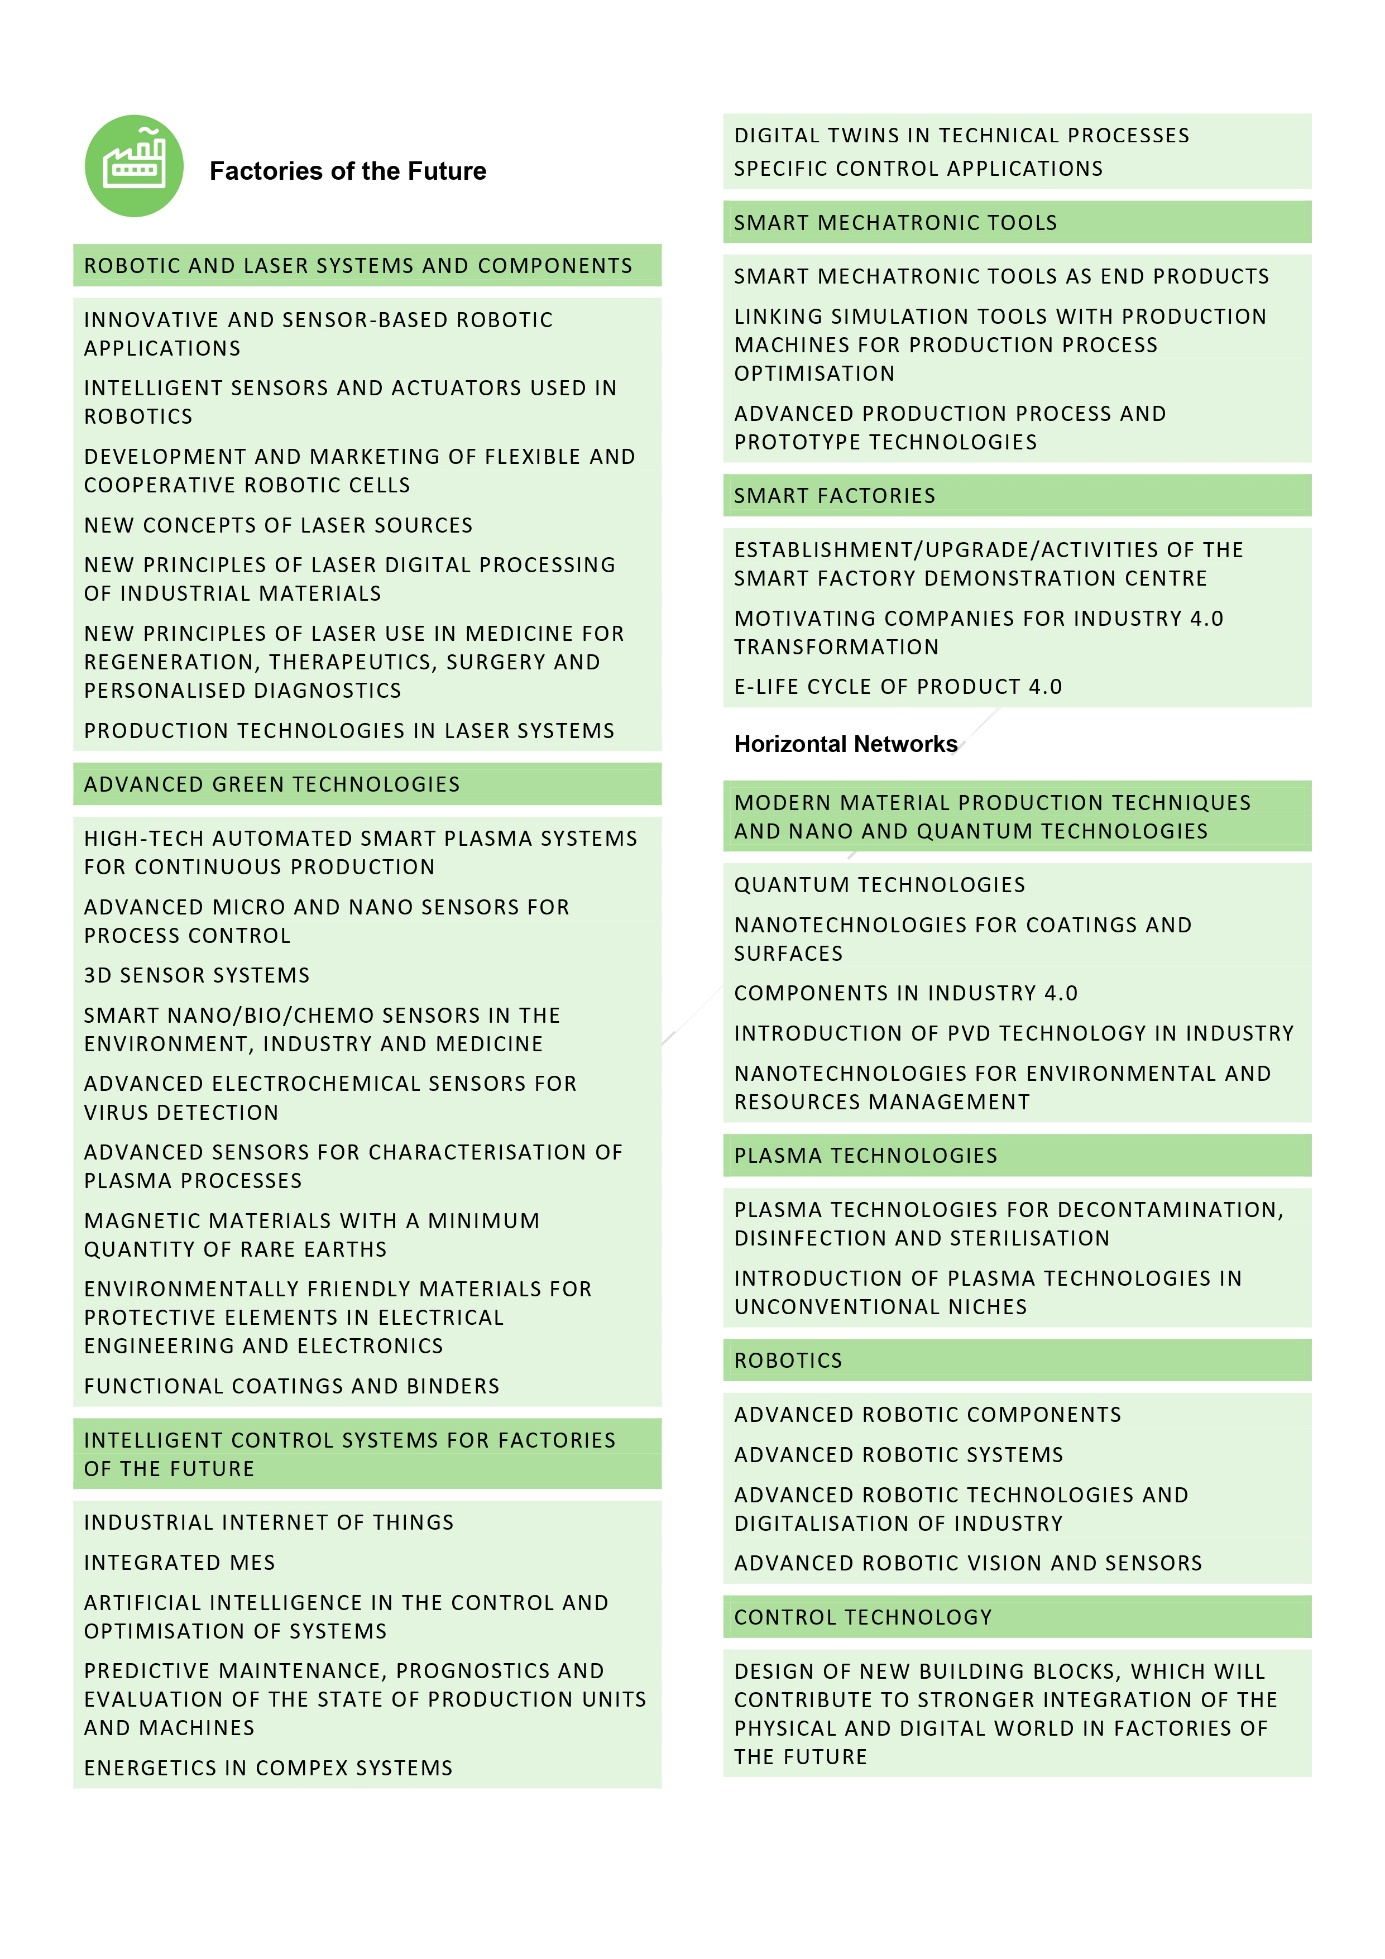 Factories of the Future
ROBOTIC AND LASER SYSTEMS AND COMPONENTS
INNOVATIVE AND SENSOR-BASED ROBOTIC
APPLICATIONS
INTELLIGENT SENSORS AND ACTUATORS USED IN
ROBOTICS
DEVELOPMENT AND MARKETING OF FLEXIBLE AND
COOPERATIVE ROBOTIC CELLS
NEW CONCEPTS OF LASER SOURCES
NEW PRINCIPLES OF LASER DIGITAL PROCESSING
OF INDUSTRIAL MATERIALS
NEW PRINCIPLES OF LASER USE IN MEDICINE FOR
REGENERATION, THERAPEUTICS, SURGERY AND
PERSONALISED DIAGNOSTICS
PRODUCTION TECHNOLOGIES IN LASER SYSTEMS
ADVANCED GREEN TECHNOLOGIES
HIGH-TECH AUTOMATED SMART PLASMA SYSTEMS
FOR CONTINUOUS PRODUCTION
ADVANCED MICRO AND NANO SENSORS FOR
PROCESS CONTROL
3D SENSOR SYSTEMS
SMART NANO/BIO/CHEMO SENSORS IN THE
ENVIRONMENT, INDUSTRY AND MEDICINE
ADVANCED ELECTROCHEMICAL SENSORS FOR
VIRUS DETECTION
ADVANCED SENSORS FOR CHARACTERISATION OF
PLASMA PROCESSES
MAGNETIC MATERIALS WITH A MINIMUM
QUANTITY OF RARE EARTHS
ENVIRONMENTALLY FRIENDLY MATERIALS FOR
PROTECTIVE ELEMENTS IN ELECTRICAL
ENGINEERING AND ELECTRONICS
FUNCTIONAL COATINGS AND BINDERS
INTELLIGENT CONTROL SYSTEMS FOR FACTORIES
OF THE FUTURE
INDUSTRIAL INTERNET OF THINGS
INTEGRATED MES
ARTIFICIAL INTELLIGENCE IN THE CONTROL AND
OPTIMISATION OF SYSTEMS
PREDICTIVE MAINTENANCE, PROGNOSTICS AND
EVALUATION OF THE STATE OF PRODUCTION UNITS
AND MACHINES
ENERGETICS IN COMPEX SYSTEMS
DIGITAL TWINS IN TECHNICAL PROCESSES
SPECIFIC CONTROL APPLICATIONS
SMART MECHATRONIC TOOLS
SMART MECHATRONIC TOOLS AS END PRODUCTS
LINKING SIMULATION TOOLS WITH PRODUCTION
MACHINES FOR PRODUCTION PROCESS
OPTIMISATION
ADVANCED PRODUCTION PROCESS AND
PROTOTYPE TECHNOLOGIES
SMART FACTORIES
ESTABLISHMENT/UPGRADE/ACTIVITIES OF THE
SMART FACTORY DEMONSTRATION CENTRE
MOTIVATING COMPANIES FOR INDUSTRY 4.0
TRANSFORMATION
E-LIFE CYCLE OF PRODUCT 4.0
Horizontal Networks
MODERN MATERIAL PRODUCTION TECHNIQUES
AND NANO AND QUANTUM TECHNOLOGIES
QUANTUM TECHNOLOGIES
NANOTECHNOLOGIES FOR COATINGS AND
SURFACES
COMPONENTS IN INDUSTRY 4.0
INTRODUCTION OF PVD TECHNOLOGY IN INDUSTRY
NANOTECHNOLOGIES FOR ENVIRONMENTAL AND
RESOURCES MANAGEMENT
PLASMA TECHNOLOGIES
PLASMA TECHNOLOGIES FOR DECONTAMINATION,
DISINFECTION AND STERILISATION
INTRODUCTION OF PLASMA TECHNOLOGIES IN
UNCONVENTIONAL NICHES
ROBOTICS
ADVANCED ROBOTIC COMPONENTS
ADVANCED ROBOTIC SYSTEMS
ADVANCED ROBOTIC TECHNOLOGIES AND
DIGITALISATION OF INDUSTRY
ADVANCED ROBOTIC VISION AND SENSORS
CONTROL TECHNOLOGY
DESIGN OF NEW BUILDING BLOCKS, WHICH WILL
CONTRIBUTE TO STRONGER INTEGRATION OF THE
PHYSICAL AND DIGITAL WORLD IN FACTORIES OF
THE FUTURE